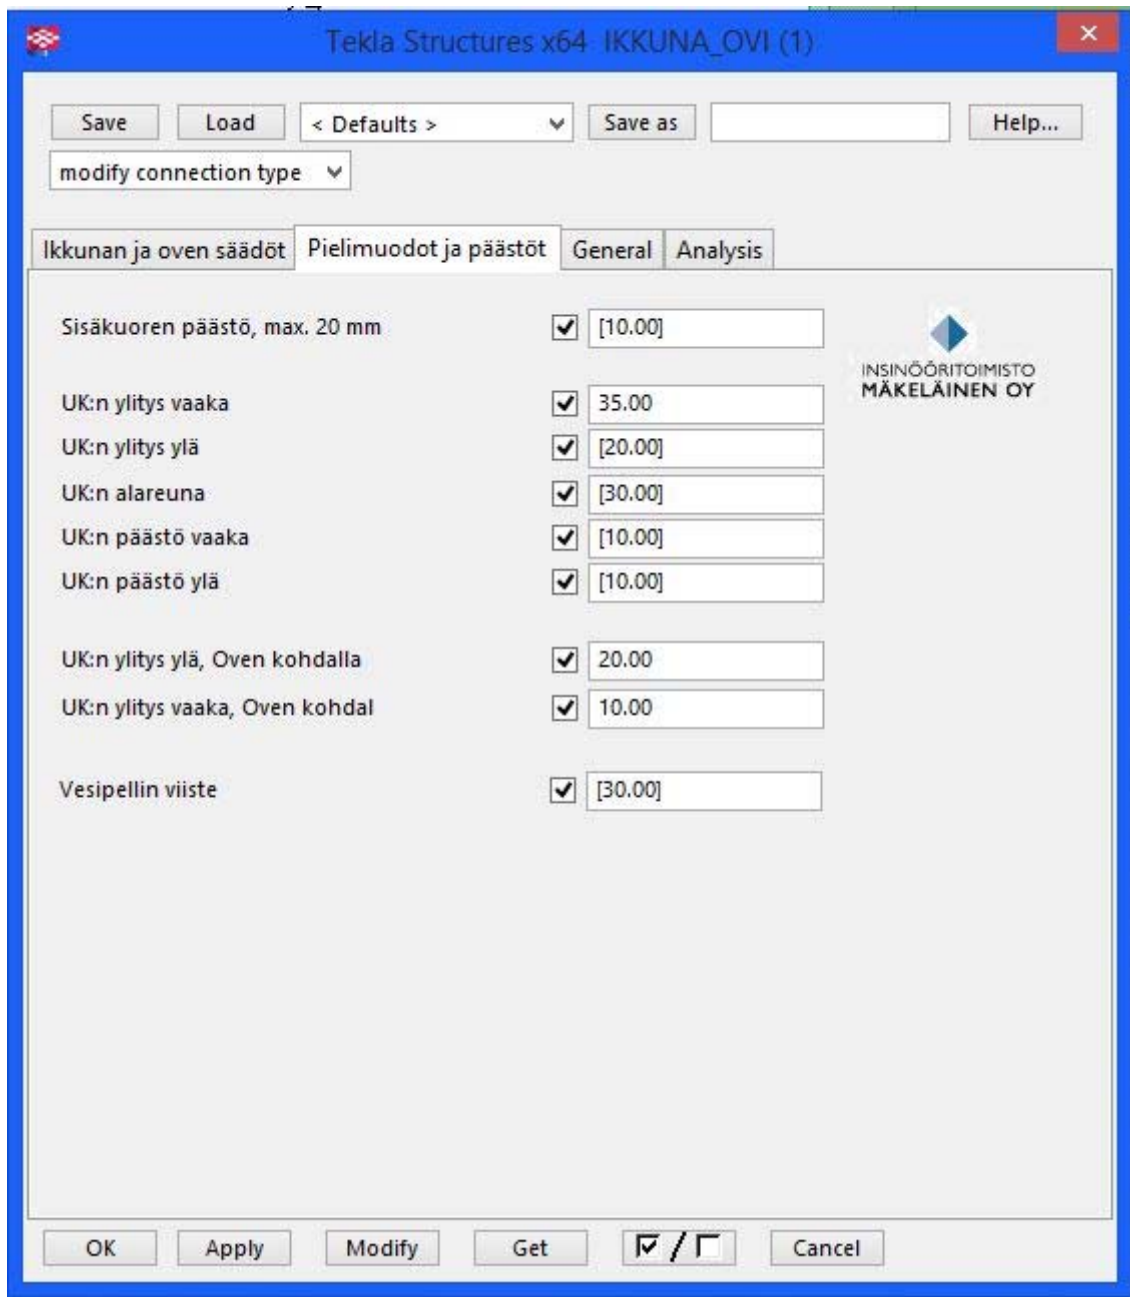 Tekla Structures x64 IKKUNA_OVI (1)
Save Load < Defaults > Save as Help...
modify connection type
Ikkunan ja oven säädöt Pielimuodot ja päästöt General Analysis
Sisäkuoren päästö, max. 20 mm [10.00]
INSINÖÖRITOIMISTO
MÄKELÄINEN OY
UK:n ylitys vaaka 35.00
UK:n ylitys ylä [20.00]
UK:n alareuna [30.00]
UK:n päästö vaaka [10.00]
UK:n päästö ylä [10.00]
UK:n ylitys ylä, Oven kohdalla 20.00
UK:n ylitys vaaka, Oven kohdal 10.00
Vesipellin viiste [30.00]
OK Apply Modify Get / Cancel